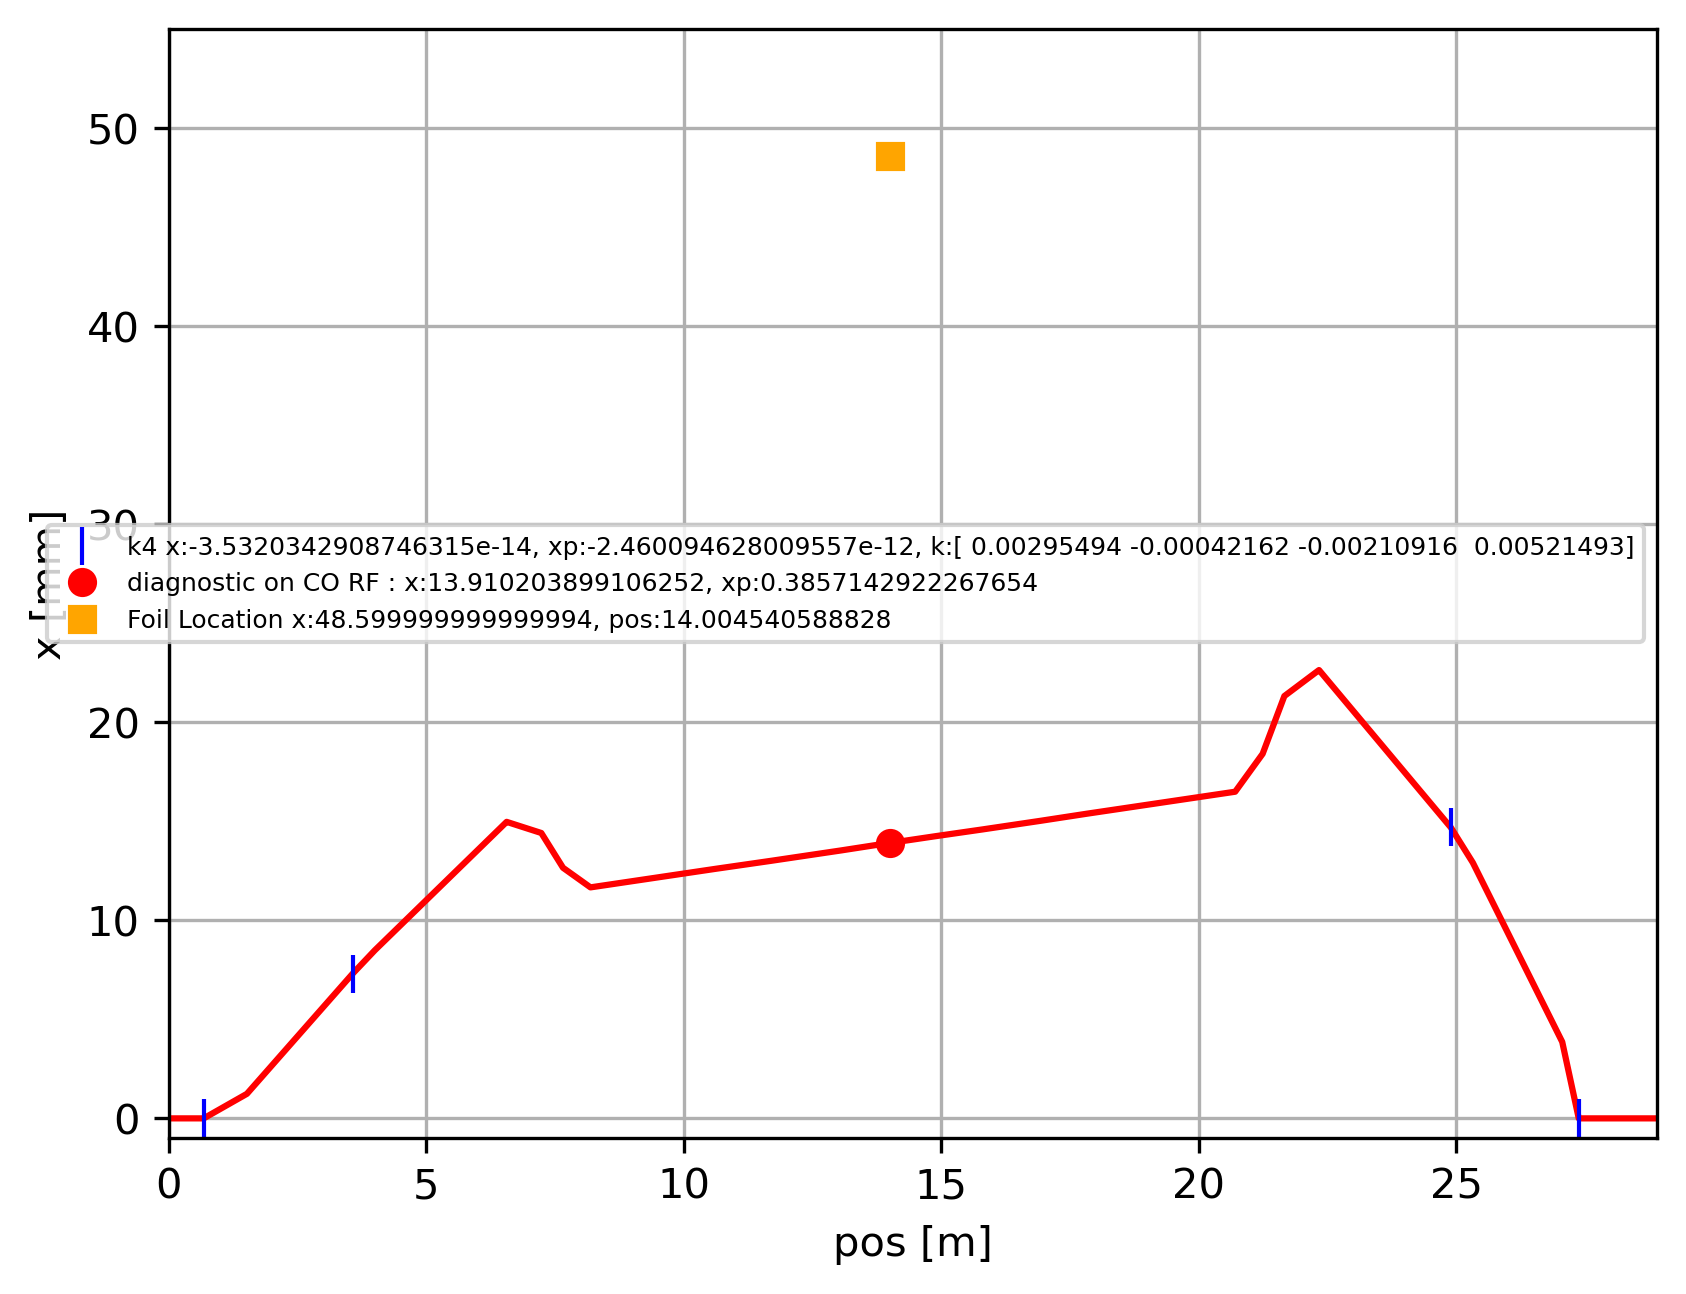 50
40
30
20
10
0
x [mm]
k4 x:-3.5320342908746315e-14, xp:-2.460094628009557e-12, k:[ 0.00295494 -0.00042162 -0.00210916  0.00521493]
diagnostic on CO RF : x:13.910203899106252, xp:0.3857142922267654
Foil Location x:48.599999999999994, pos:14.004540588828
0 5 10 15 20 25
pos [m]